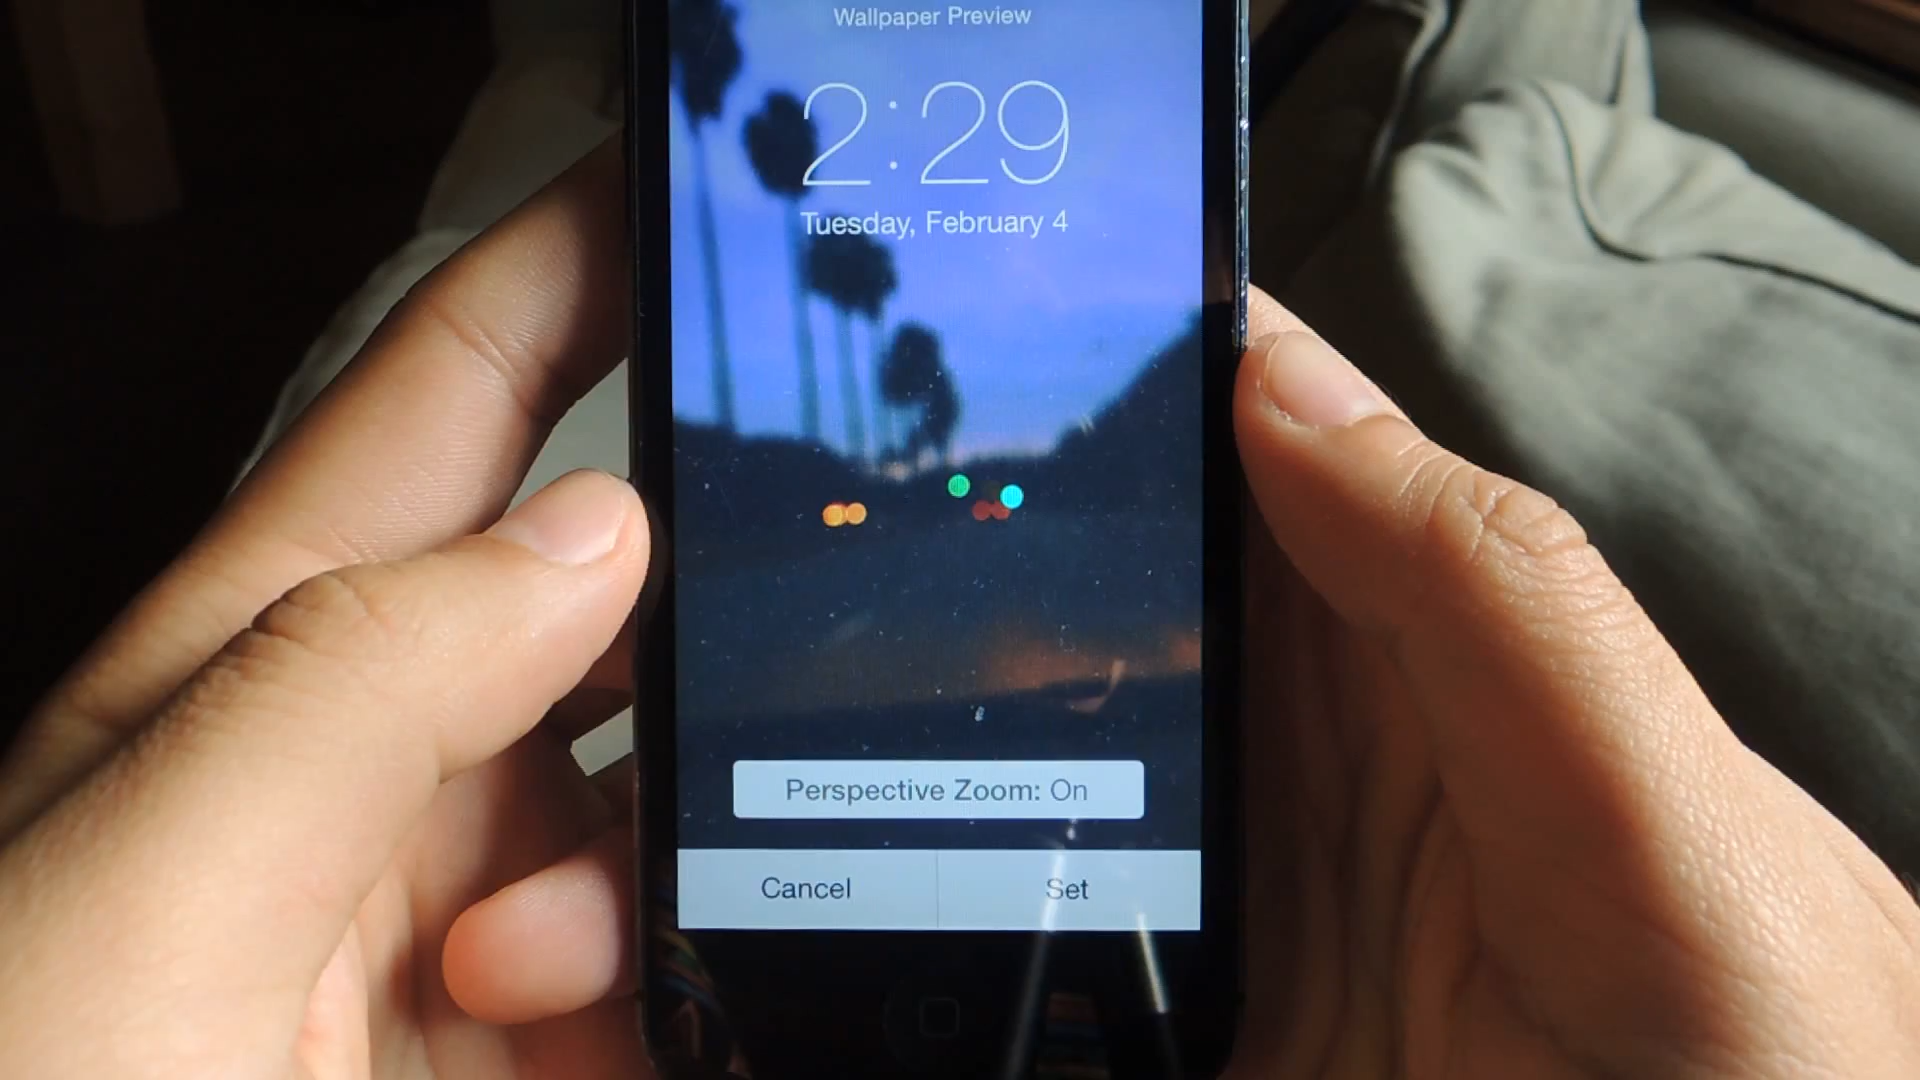 Wallpaper Preview
2:29
Tuesday, February 4
Perspective Zoom: On
Cancel
Set